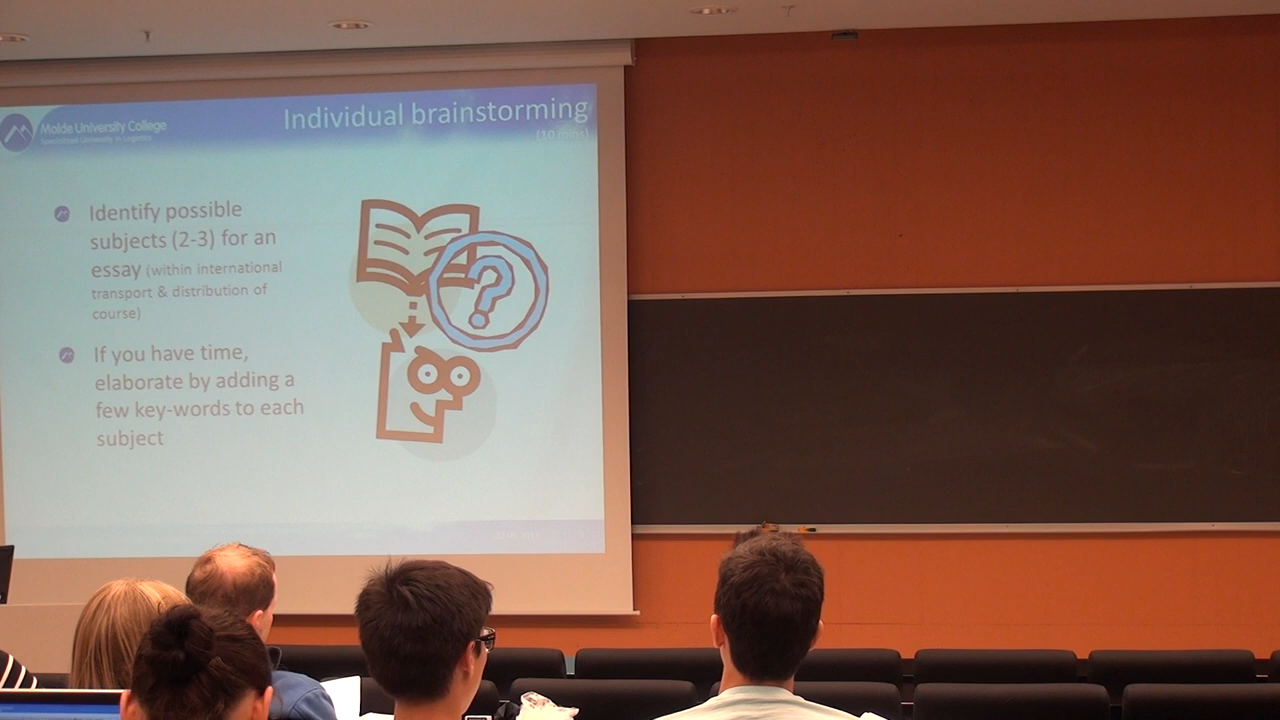 Individual brainstorming
(10 mins)
Molde University College
Specialized University in Logistics
Identify possible
subjects (2-3) for an
essay (within international
transport & distribution of
course)
If you have time,
elaborate by adding a
few key-words to each
subject
?